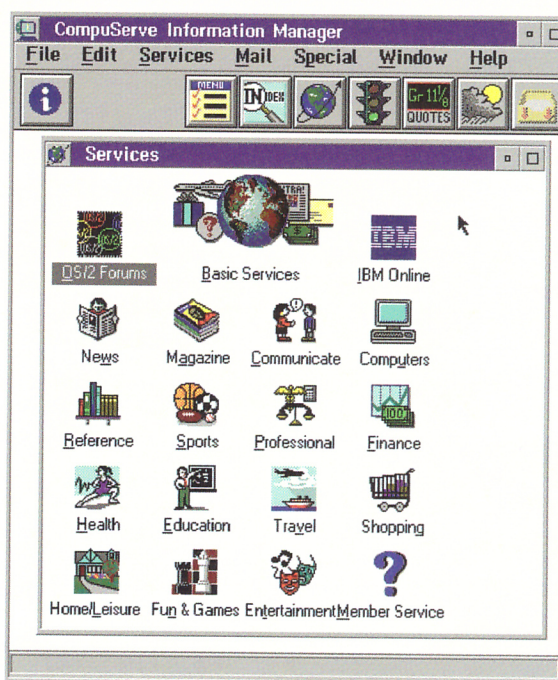 CompuServe Information Manager
File Edit Services Mail Special Window Help
i MENU INDEX Gr 11⅛ QUOTES
Services
IBM
OS/2 Forums Basic Services IBM Online
News Magazine Communicate Computers
100
Reference Sports Professional Finance
Health Education Travel Shopping
?
Home/Leisure Fun & Games Entertainment Member Service